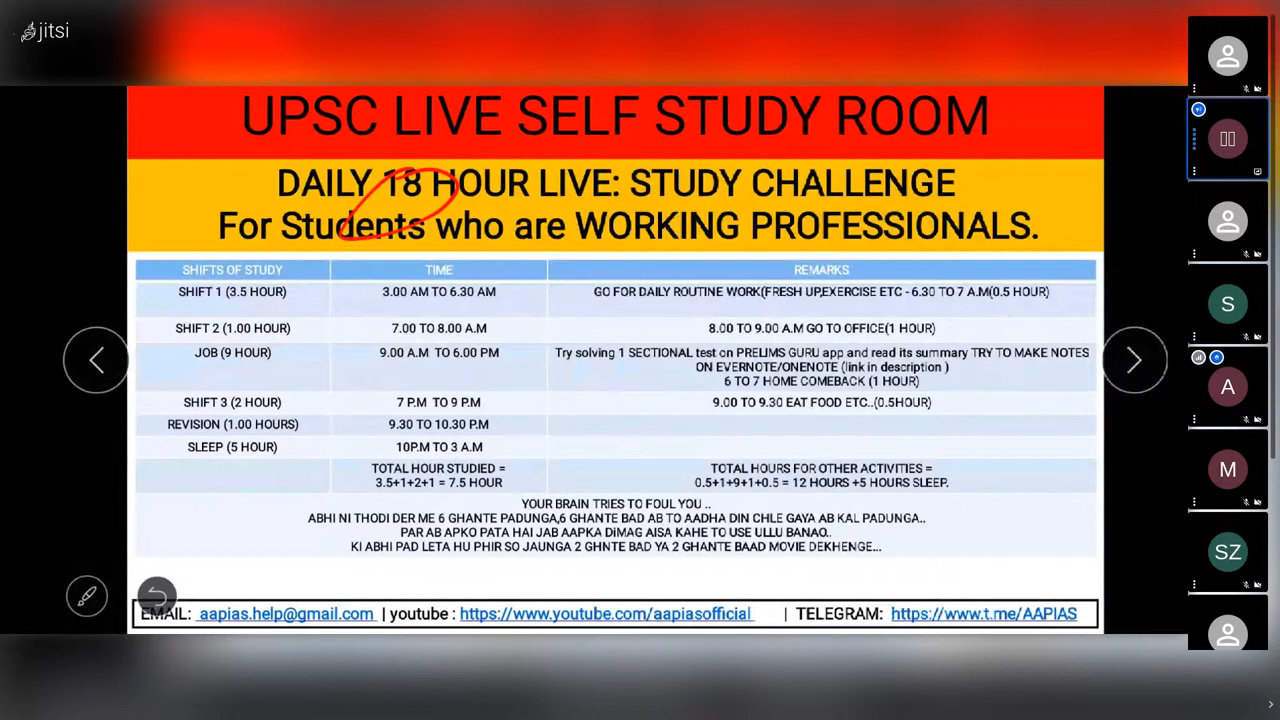 jitsi
UPSC LIVE SELF STUDY ROOM
DAILY 18 HOUR LIVE: STUDY CHALLENGE
For Students who are WORKING PROFESSIONALS.
SHIFTS OF STUDY TIME REMARKS
SHIFT 1 (3.5 HOUR) 3.00 AM TO 6.30 AM GO FOR DAILY ROUTINE WORK(FRESH UP,EXERCISE ETC - 6.30 TO 7 A.M(0.5 HOUR)
SHIFT 2 (1.00 HOUR) 7.00 TO 8.00 A.M 8.00 TO 9.00 A.M GO TO OFFICE(1 HOUR)
JOB (9 HOUR) 9.00 A.M TO 6.00 PM Try solving 1 SECTIONAL test on PRELIMS GURU app and read its summary TRY TO MAKE NOTES
ON EVERNOTE/ONENOTE (link in description )
6 TO 7 HOME COMEBACK (1 HOUR)
SHIFT 3 (2 HOUR) 7 P.M TO 9 P.M 9.00 TO 9.30 EAT FOOD ETC..(0.5HOUR)
REVISION (1.00 HOURS) 9.30 TO 10.30 P.M
SLEEP (5 HOUR) 10P.M TO 3 A.M
TOTAL HOUR STUDIED = TOTAL HOURS FOR OTHER ACTIVITIES =
3.5+1+2+1 = 7.5 HOUR 0.5+1+9+1+0.5 = 12 HOURS +5 HOURS SLEEP.
YOUR BRAIN TRIES TO FOUL YOU ..
ABHI NI THODI DER ME 6 GHANTE PADUNGA,6 GHANTE BAD AB TO AADHA DIN CHLE GAYA AB KAL PADUNGA..
PAR AB APKO PATA HAI JAB AAPKA DiMAG AISA KAHE TO USE ULLU BANAO..
KI ABHI PAD LETA HU PHIR SO JAUNGA 2 GHNTE BAD YA 2 GHANTE BAAD MOVIE DEKHENGE...
EMAIL: aapias.help@gmail.com | youtube : https://www.youtube.com/aapiasofficial | TELEGRAM: https://www.t.me/AAPIAS
S
A
M
SZ